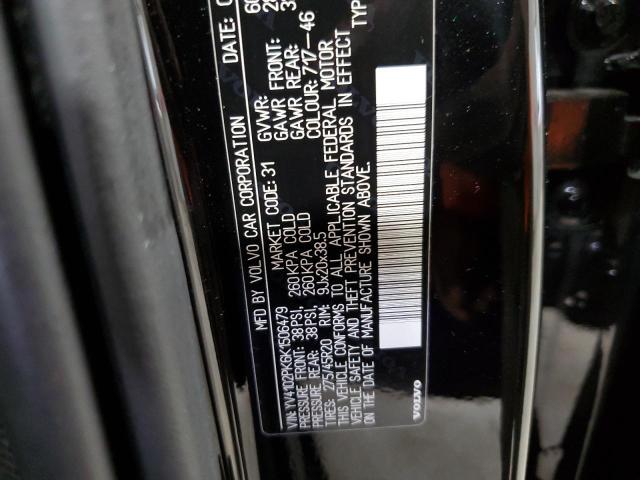 MFD BY VOLVO CAR CORPORATION DATE:
MARKET CODE: 31 GVWR:
VIN: YV4102PK6K1506479 GAWR FRONT:
PRESSURE FRONT: 38PSI, 260KPA COLD GAWR REAR:
PRESSURE REAR: 38PSI, 260KPA COLD COLOUR: 717--46
TIRES: 275/45R20 RIM: 9Jx20x38.5
THIS VEHICLE CONFORMS TO ALL APPLICABLE FEDERAL MOTOR
VEHICLE SAFETY AND THEFT PREVENTION STANDARDS IN EFFECT
ON THE DATE OF MANUFACTURE SHOWN ABOVE. TYP
VOLVO